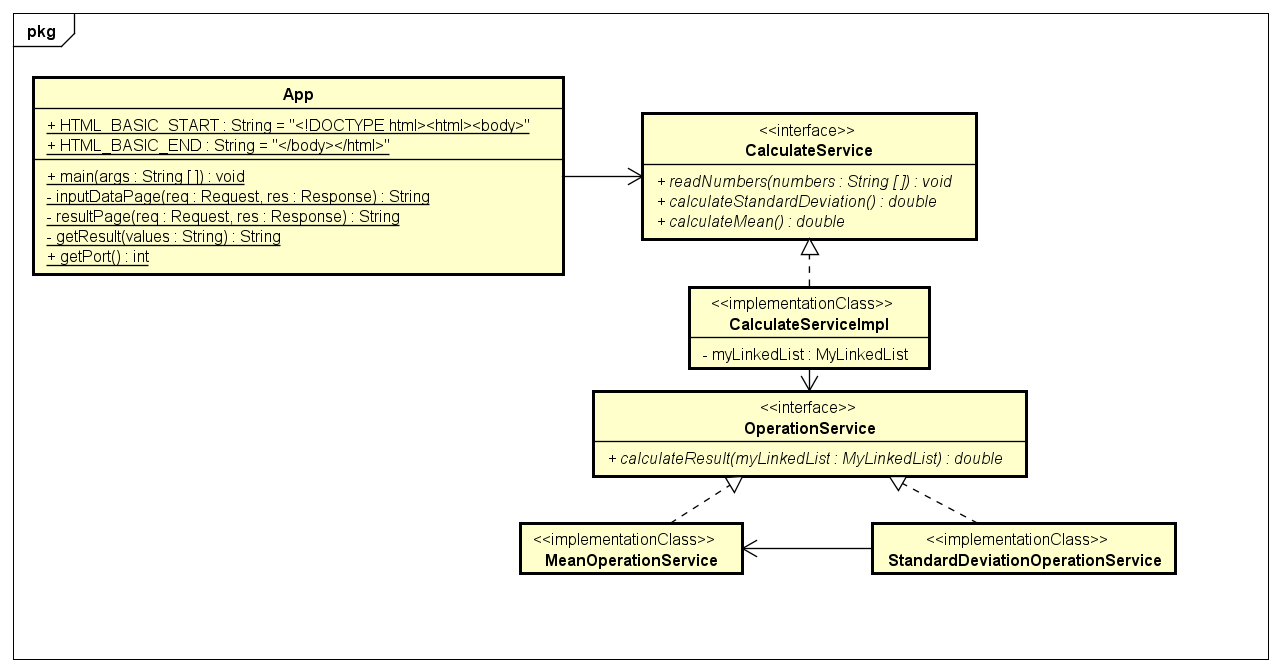 pkg
App
+ HTML_BASIC_START : String = "<!DOCTYPE html><html><body>"
+ HTML_BASIC_END : String = "</body></html>"
+ main(args : String [ ]) : void
- inputDataPage(req : Request, res : Response) : String
- resultPage(req : Request, res : Response) : String
- getResult(values : String) : String
+ getPort() : int
<<interface>>
CalculateService
+ readNumbers(numbers : String [ ]) : void
+ calculateStandardDeviation() : double
+ calculateMean() : double
<<implementationClass>>
CalculateServiceImpl
- myLinkedList : MyLinkedList
<<interface>>
OperationService
+ calculateResult(myLinkedList : MyLinkedList) : double
<<implementationClass>>
MeanOperationService
<<implementationClass>>
StandardDeviationOperationService